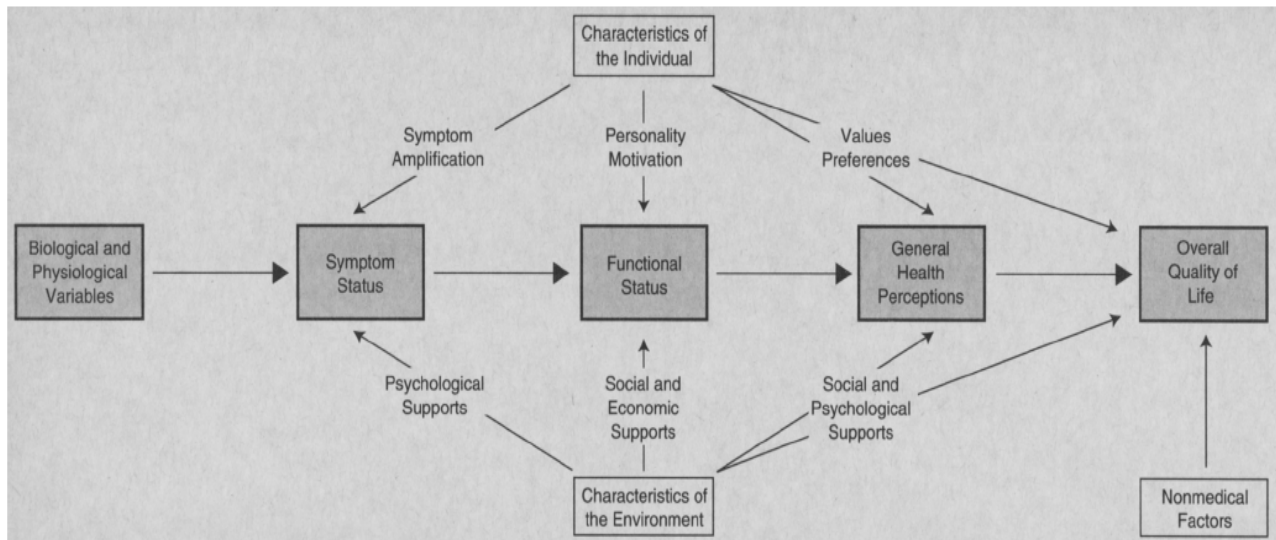 Characteristics of
the Individual
Symptom
Amplification
Personality
Motivation
Values
Preferences
Biological and
Physiological
Variables
Symptom
Status
Functional
Status
General
Health
Perceptions
Overall
Quality of
Life
Psychological
Supports
Social and
Economic
Supports
Social and
Psychological
Supports
Characteristics of
the Environment
Nonmedical
Factors